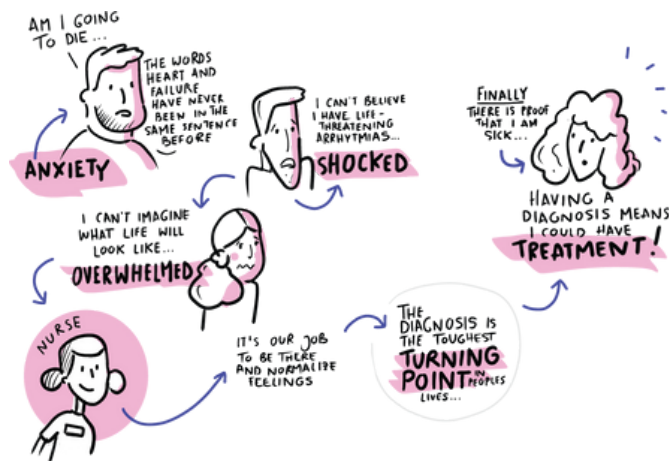 AM I GOING
TO DIE...
THE WORDS
HEART AND
FAILURE
HAVE NEVER
BEEN IN THE
SAME SENTENCE
BEFORE
ANXIETY
I CAN'T BELIEVE
I HAVE LIFE-
THREATENING
ARRHYTMIAS...
SHOCKED
I CAN'T IMAGINE
WHAT LIFE WILL
LOOK LIKE...
OVERWHELMED
NURSE
IT'S OUR JOB
TO BE THERE
AND NORMALIZE
FEELINGS
THE
DIAGNOSIS IS
THE TOUGHEST
TURNING
POINT IN
PEOPLES
LIVES...
FINALLY
THERE IS PROOF
THAT I AM
SICK...
HAVING A
DIAGNOSIS MEANS
I COULD HAVE
TREATMENT!